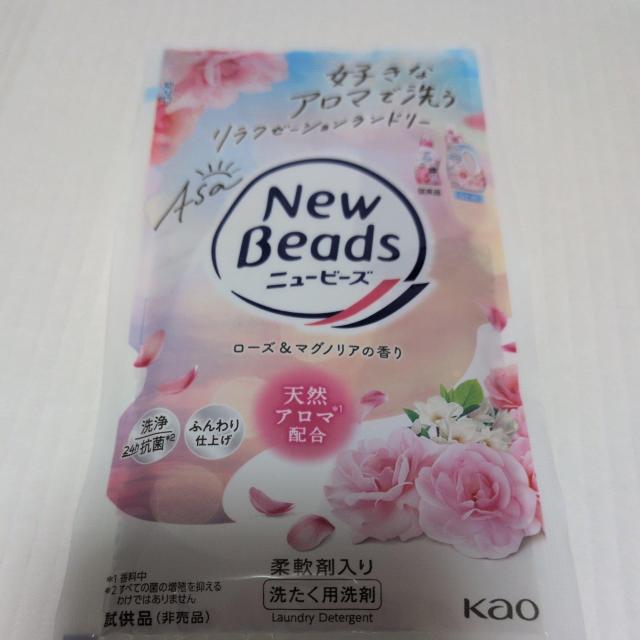 好きな
アロマで洗う
リラクゼーションランドリー
Asa
New
Beads
ニュービーズ
ローズ&マグノリアの香り
天然
アロマ*1
配合
洗浄
24h抗菌*2
ふんわり
仕上げ
*1 香料中
*2 すべての菌の増殖を抑える
わけではありません
試供品(非売品)
柔軟剤入り
洗たく用洗剤
Laundry Detergent
Kao